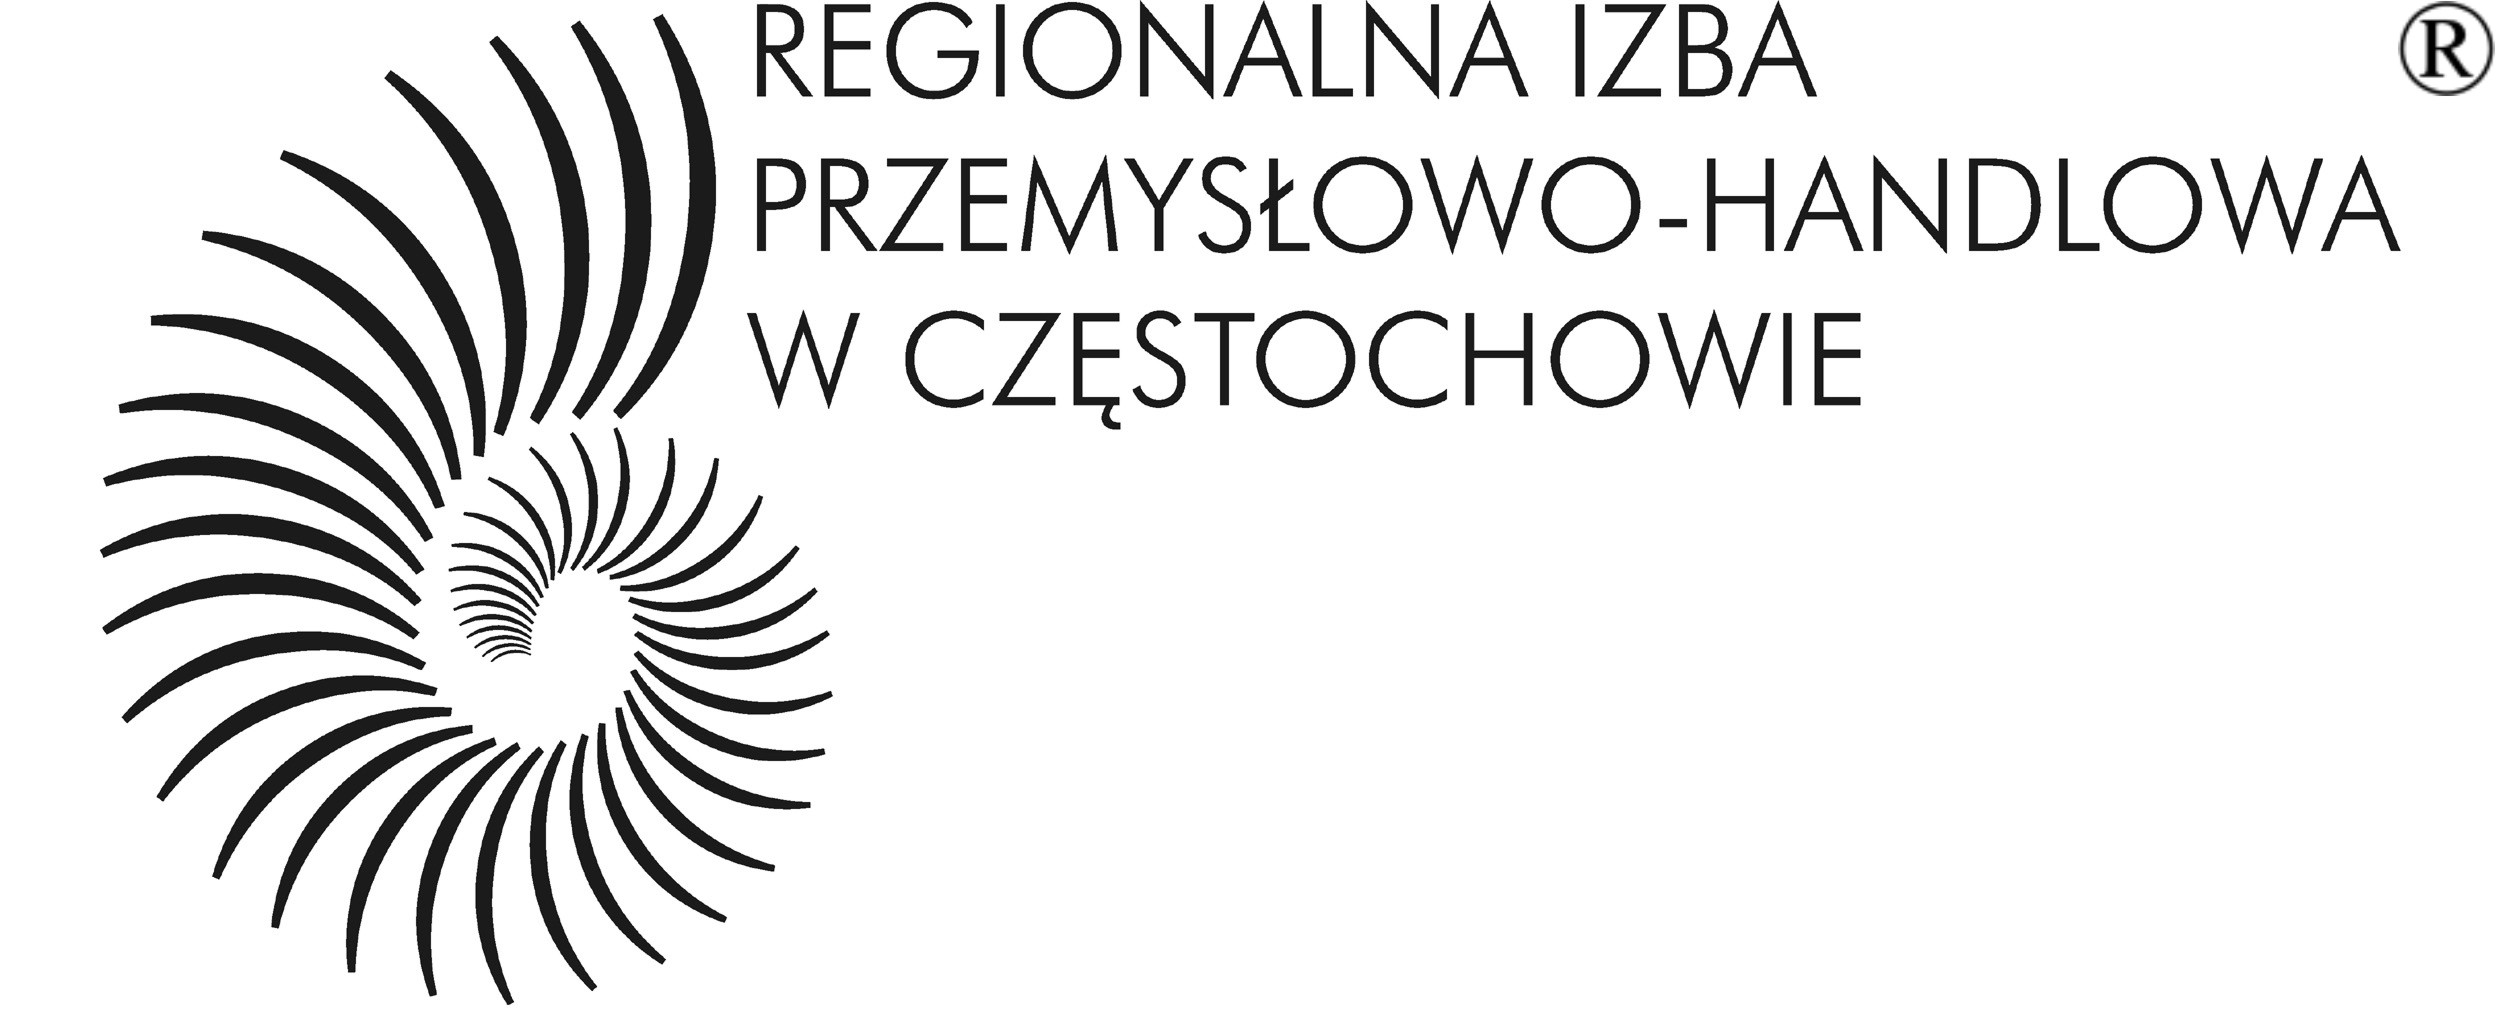 REGIONALNA IZBA ®
PRZEMYSŁOWO-HANDLOWA
W CZĘSTOCHOWIE